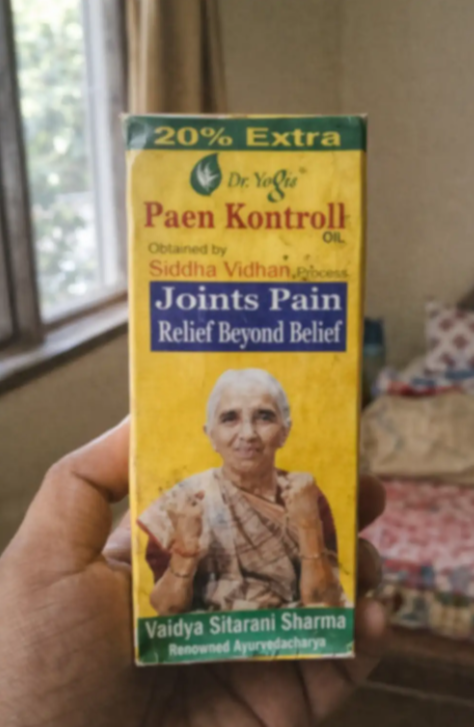 20% Extra
Dr. Yogis
Paen Kontroll
OIL
Obtained by
Siddha Vidhan Process
Joints Pain
Relief Beyond Belief
Vaidya Sitarani Sharma
Renowned Ayurvedacharya